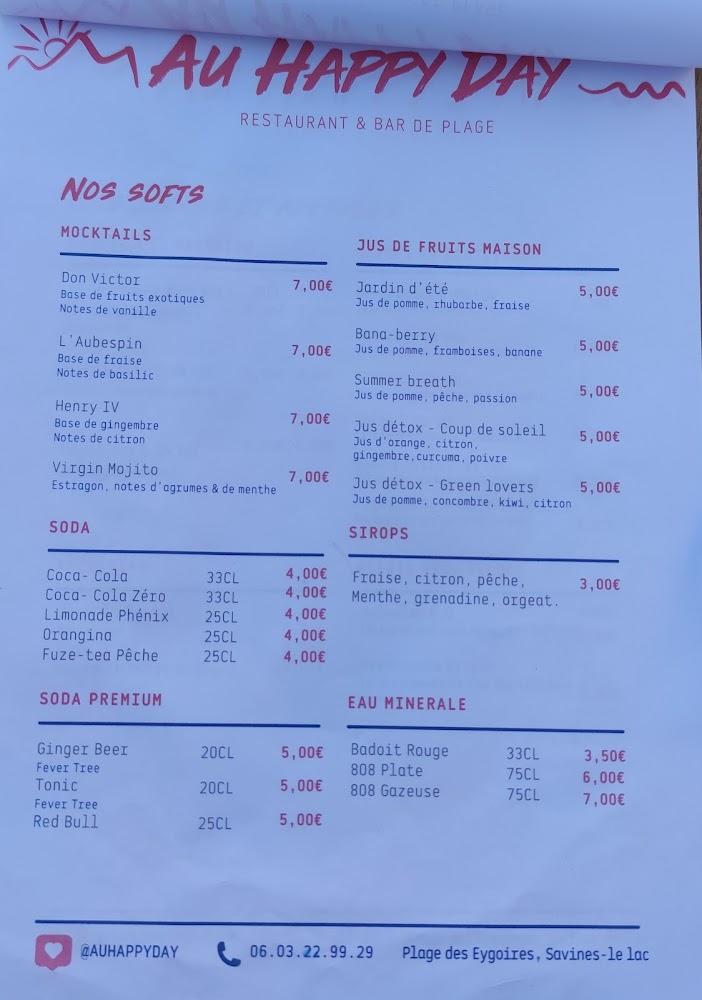 AU HAPPY DAY
RESTAURANT & BAR DE PLAGE
NOS SOFTS
MOCKTAILS
Don Victor 7,00€
Base de fruits exotiques
Notes de vanille
L'Aubespin 7,00€
Base de fraise
Notes de basilic
Henry IV 7,00€
Base de gingembre
Notes de citron
Virgin Mojito 7,00€
Estragon, notes d'agrumes & de menthe
JUS DE FRUITS MAISON
Jardin d'été 5,00€
Jus de pomme, rhubarbe, fraise
Bana-berry 5,00€
Jus de pomme, framboises, banane
Summer breath 5,00€
Jus de pomme, pêche, passion
Jus détox - Coup de soleil 5,00€
Jus d'orange, citron,
gingembre,curcuma, poivre
Jus détox - Green lovers 5,00€
Jus de pomme, concombre, kiwi, citron
SODA
Coca- Cola 33CL 4,00€
Coca- Cola Zéro 33CL 4,00€
Limonade Phénix 25CL 4,00€
Orangina 25CL 4,00€
Fuze-tea Pêche 25CL 4,00€
SIROPS
Fraise, citron, pêche, 3,00€
Menthe, grenadine, orgeat.
SODA PREMIUM
Ginger Beer 20CL 5,00€
Fever Tree
Tonic 20CL 5,00€
Fever Tree
Red Bull 25CL 5,00€
EAU MINERALE
Badoit Rouge 33CL 3,50€
808 Plate 75CL 6,00€
808 Gazeuse 75CL 7,00€
@AUHAPPYDAY 06.03.22.99.29 Plage des Eygoires, Savines-le lac